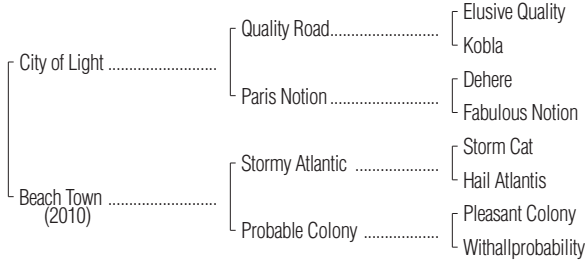 Elusive Quality
Quality Road
Kobla
City of Light
Dehere
Paris Notion
Fabulous Notion
Storm Cat
Stormy Atlantic
Hail Atlantis
Beach Town
(2010)
Pleasant Colony
Probable Colony
Withallprobability